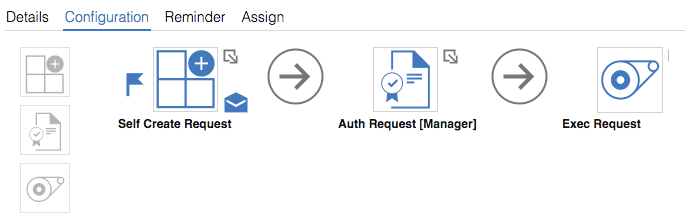 Details Configuration Reminder Assign
Self Create Request Auth Request [Manager] Exec Request